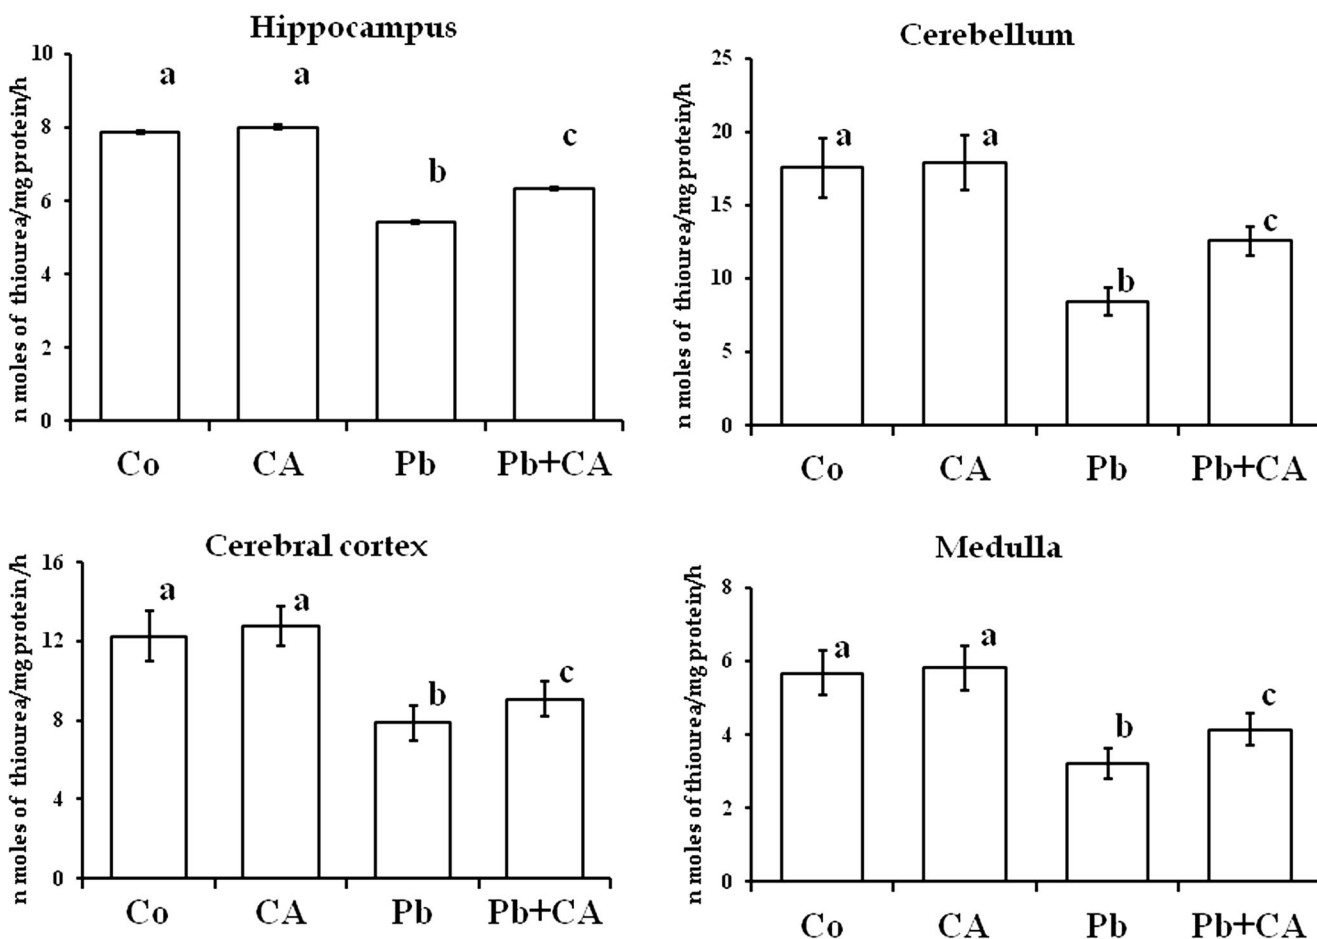 Hippocampus
n moles of thiourea/mg protein/h
10
8
6
4
2
0
a
a
b
c
Co CA Pb Pb+CA
Cerebellum
n moles of thiourea/mg protein/h
25
20
15
10
5
0
a
a
b
c
Co CA Pb Pb+CA
Cerebral cortex
n moles of thiourea/mg protein/h
16
12
8
4
0
a
a
b
c
Co CA Pb Pb+CA
Medulla
n moles of thiourea/mg protein/h
8
6
4
2
0
a
a
b
c
Co CA Pb Pb+CA